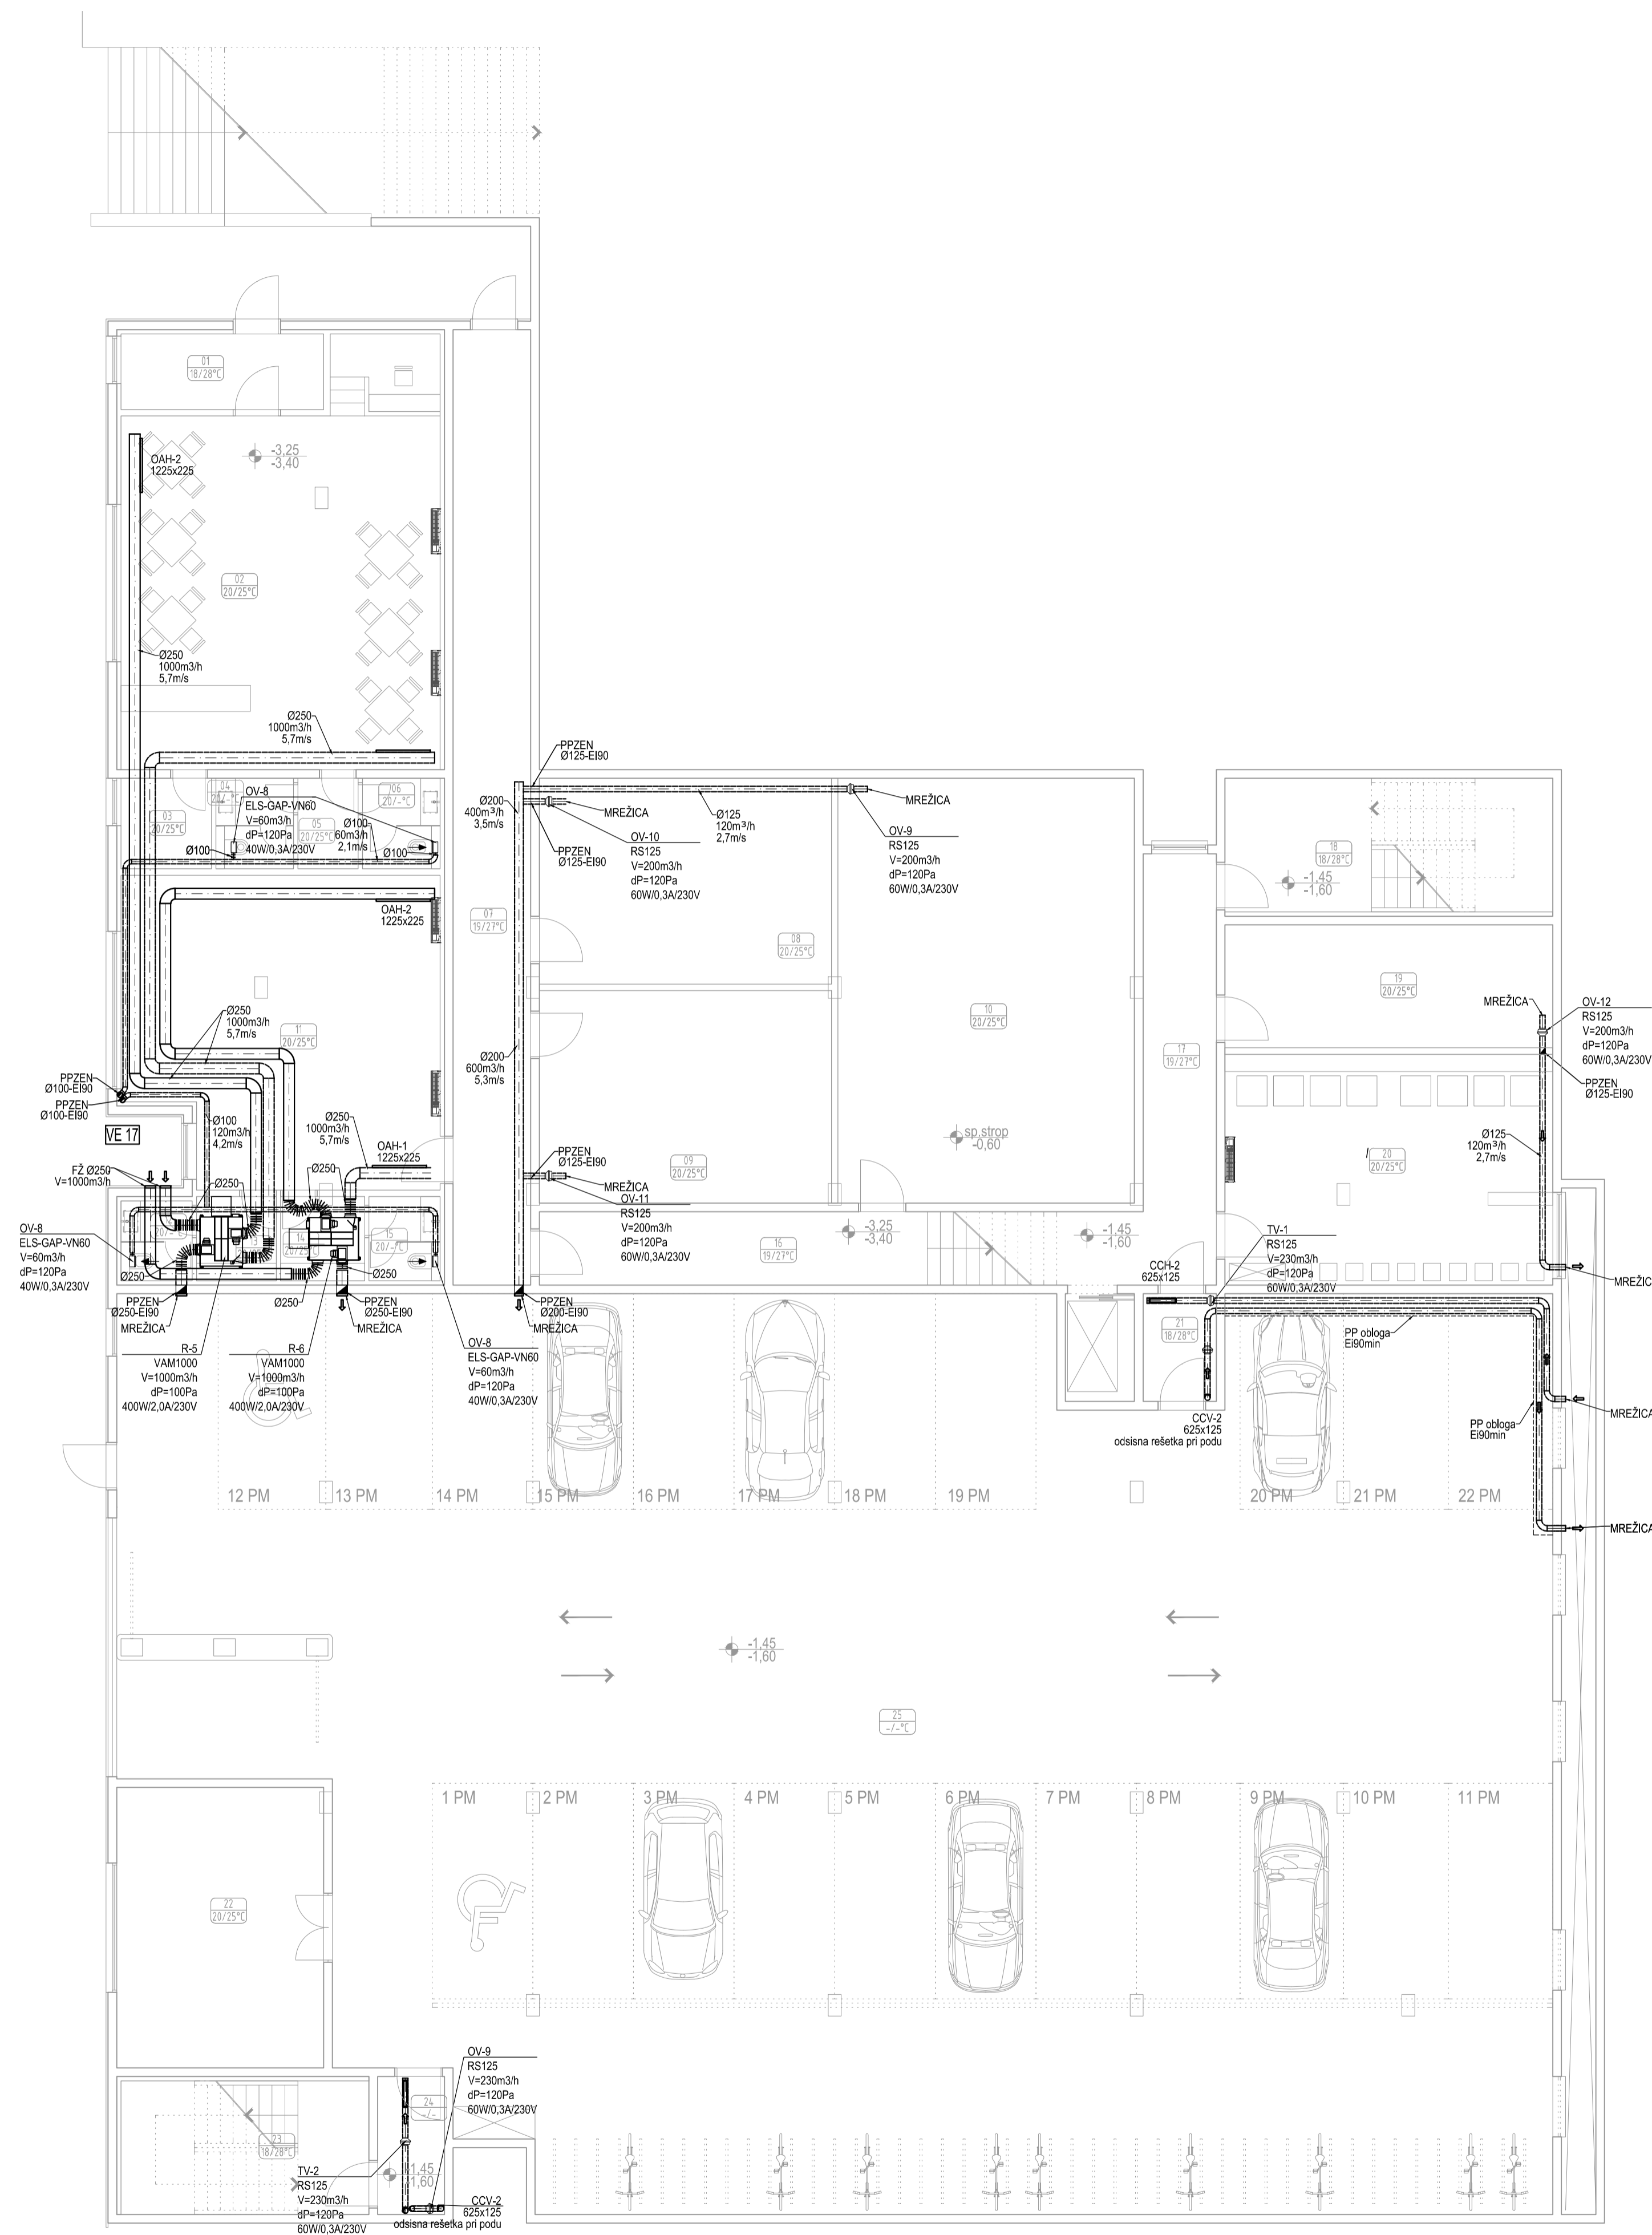 01
18/28°C
OAH-2
1225x225
-3,25
-3,40
02
20/25°C
Ø250
1000m3/h
5,7m/s
Ø250
1000m3/h
5,7m/s
03
20/25°C
04
20/-°C
05
20/25°C
06
20/-°C
OV-8
ELS-GAP-VN60
V=60m3/h
dP=120Pa
40W/0,3A/230V
Ø100
Ø100
60m3/h
2,1m/s
Ø100
OAH-2
1225x225
07
19/27°C
Ø200
400m³/h
3,5m/s
PPZEN
Ø125-EI90
MREŽICA
PPZEN
Ø125-EI90
OV-10
RS125
V=200m3/h
dP=120Pa
60W/0,3A/230V
Ø125
120m³/h
2,7m/s
MREŽICA
OV-9
RS125
V=200m3/h
dP=120Pa
60W/0,3A/230V
18
18/28°C
-1,45
-1,60
08
20/25°C
19
20/25°C
10
20/25°C
11
20/25°C
Ø250
1000m3/h
5,7m/s
17
19/27°C
MREŽICA
OV-12
RS125
V=200m3/h
dP=120Pa
60W/0,3A/230V
PPZEN
Ø125-EI90
Ø200
600m3/h
5,3m/s
PPZEN
Ø100-EI90
PPZEN
Ø100-EI90
Ø100
120m3/h
4,2m/s
VE 17
Ø250
1000m3/h
5,7m/s
OAH-1
1225x225
sp.strop
-0,60
Ø125
120m³/h
2,7m/s
20
20/25°C
09
20/25°C
PPZEN
Ø125-EI90
MREŽICA
OV-11
RS125
V=200m3/h
dP=120Pa
60W/0,3A/230V
FŽ Ø250
V=1000m3/h
Ø250
Ø250
14
20/25°C
15
20/-°C
OV-8
ELS-GAP-VN60
V=60m3/h
dP=120Pa
40W/0,3A/230V
Ø250
Ø250
Ø250
16
19/27°C
-3,25
-3,40
-1,45
-1,60
TV-1
RS125
V=230m3/h
dP=120Pa
60W/0,3A/230V
CCH-2
625x125
21
18/28°C
PPZEN
Ø250-EI90
MREŽICA
PPZEN
Ø250-EI90
MREŽICA
PPZEN
Ø200-EI90
MREŽICA
R-5
VAM1000
V=1000m3/h
dP=100Pa
400W/2,0A/230V
R-6
VAM1000
V=1000m3/h
dP=100Pa
400W/2,0A/230V
OV-8
ELS-GAP-VN60
V=60m3/h
dP=120Pa
40W/0,3A/230V
PP obloga
Ei90min
CCV-2
625x125
odsisna rešetka pri podu
PP obloga
Ei90min
MREŽICA
MREŽICA
MREŽICA
12 PM
13 PM
14 PM
15 PM
16 PM
17 PM
18 PM
19 PM
20 PM
21 PM
22 PM
-1,45
-1,60
25
-/-°C
1 PM
2 PM
3 PM
4 PM
5 PM
6 PM
7 PM
8 PM
9 PM
10 PM
11 PM
22
20/25°C
OV-9
RS125
V=230m3/h
dP=120Pa
60W/0,3A/230V
24
-/-
23
18/28°C
TV-2
RS125
V=230m3/h
dP=120Pa
60W/0,3A/230V
-1,45
-1,60
CCV-2
625x125
odsisna rešetka pri podu